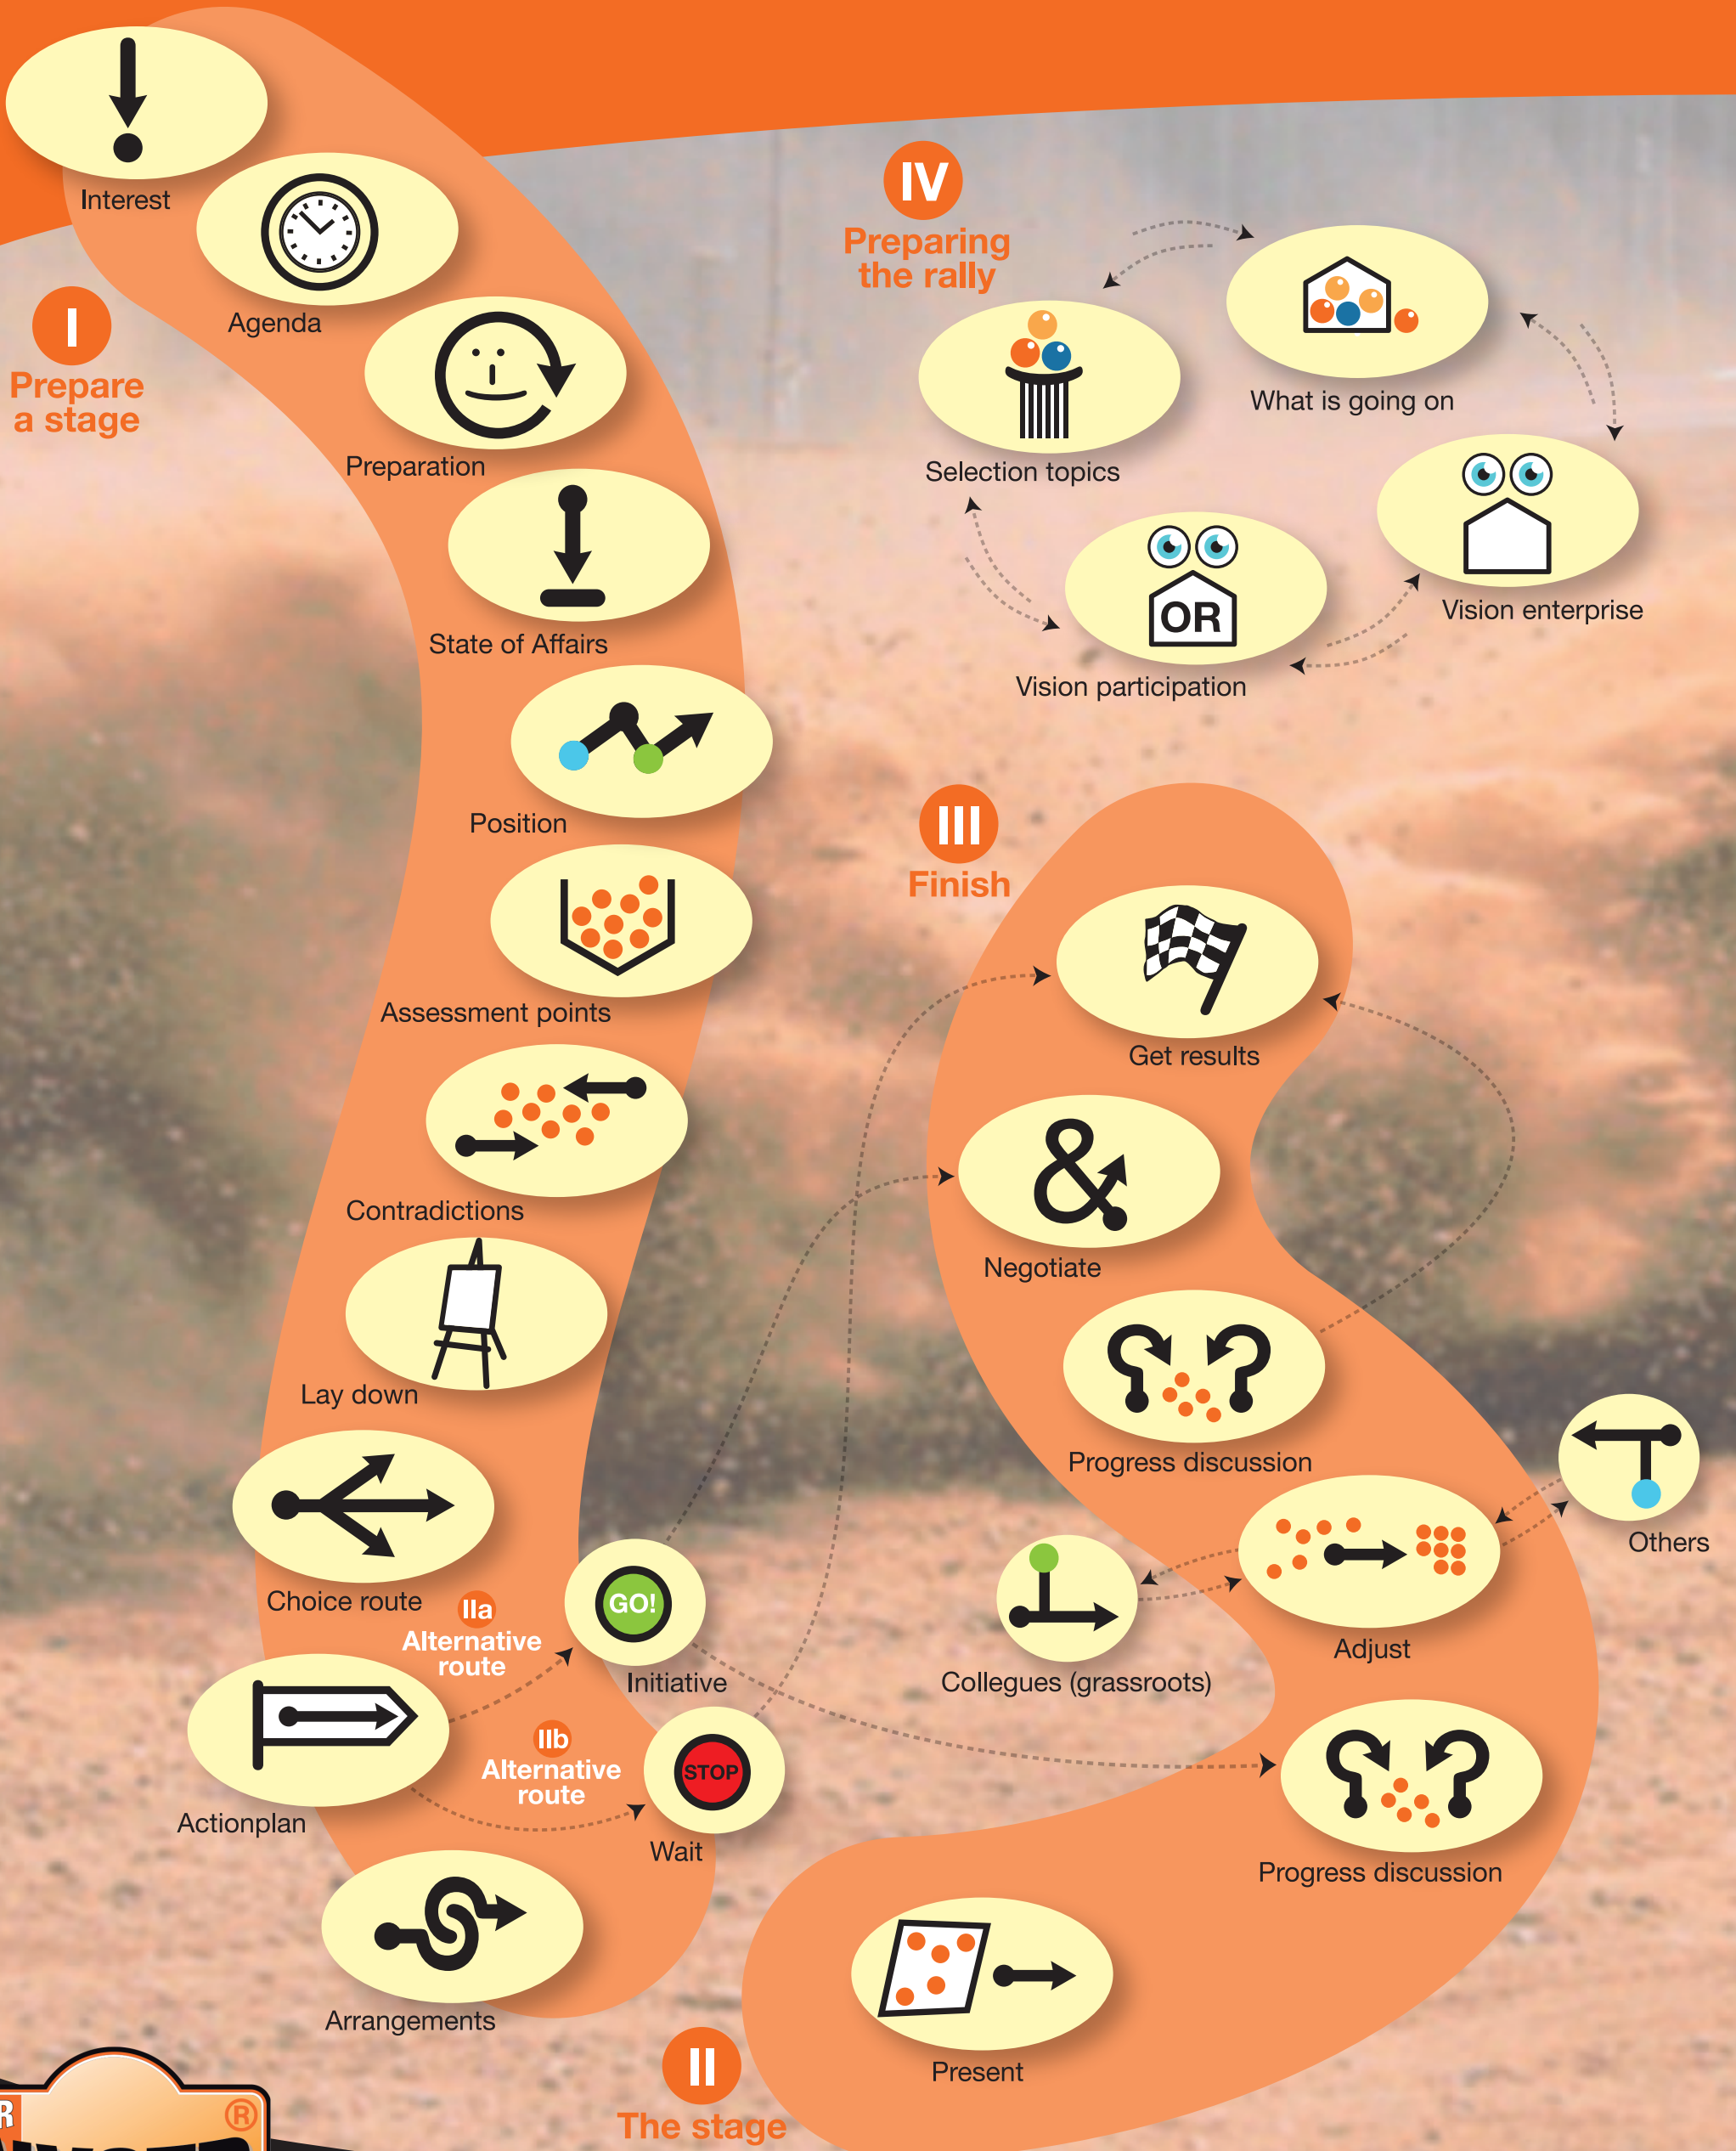 Interest
Agenda
I
Prepare
a stage
Preparation
State of Affairs
Position
Assessment points
Contradictions
Lay down
Choice route
IIa
Alternative
route
GO!
Initiative
Actionplan
IIb
Alternative
route
STOP
Wait
Arrangements
II
The stage
Present
Progress discussion
Adjust
Collegues (grassroots)
Others
Progress discussion
Negotiate
Get results
III
Finish
IV
Preparing
the rally
What is going on
Selection topics
Vision enterprise
OR
Vision participation
R
®